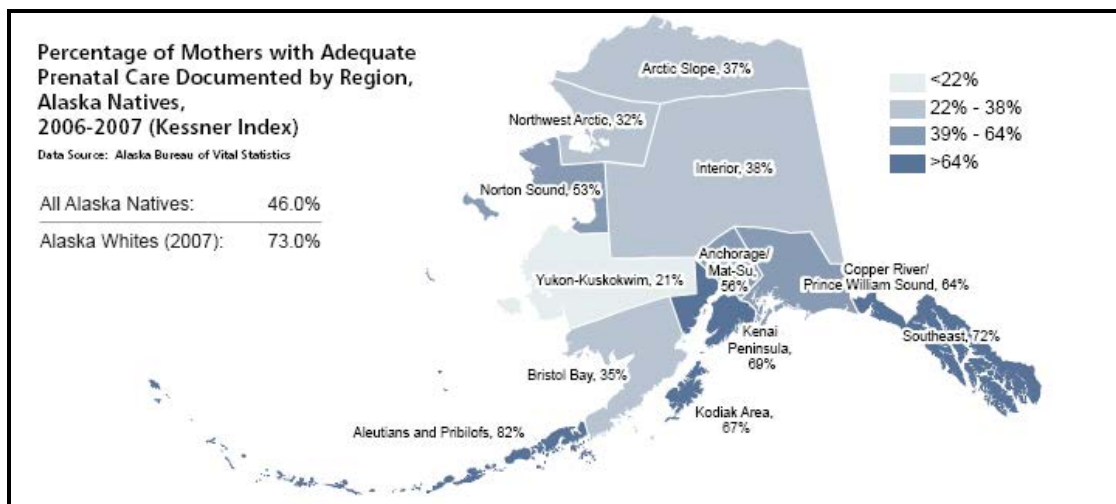 Percentage of Mothers with Adequate
Prenatal Care Documented by Region,
Alaska Natives,
2006-2007 (Kessner Index)
Data Source: Alaska Bureau of Vital Statistics
All Alaska Natives: 46.0%
Alaska Whites (2007): 73.0%
Arctic Slope, 37%
Northwest Arctic, 32%
Interior, 38%
Norton Sound, 53%
Anchorage/
Mat-Su,
56%
Yukon-Kuskokwim, 21%
Copper River/
Prince William Sound, 64%
Southeast, 72%
Kenai
Peninsula,
69%
Bristol Bay, 35%
Kodiak Area,
67%
Aleutians and Pribilofs, 82%
<22%
22% - 38%
39% - 64%
>64%